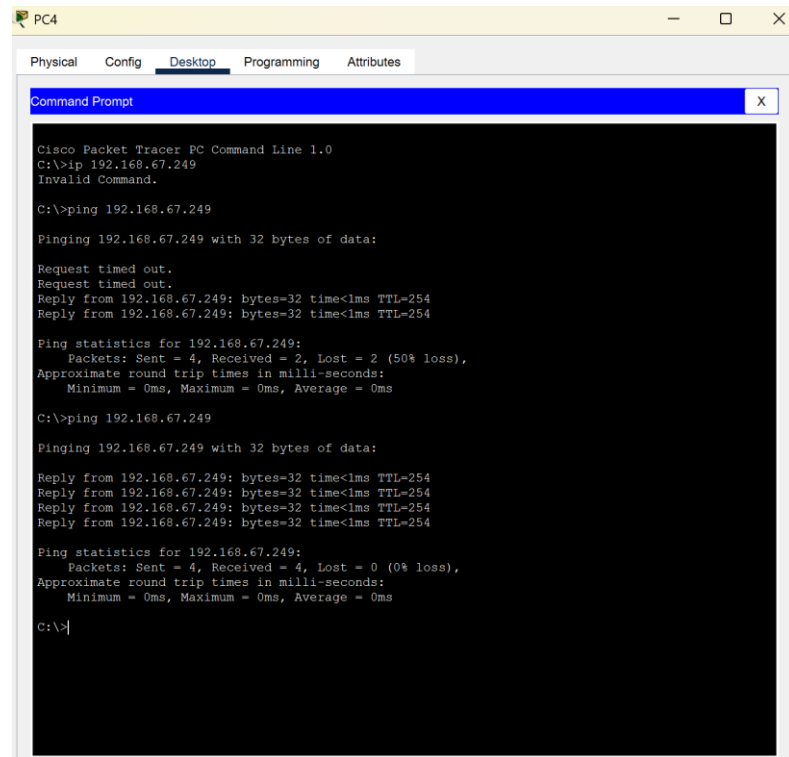 PC4
Physical Config Desktop Programming Attributes
Command Prompt X
Cisco Packet Tracer PC Command Line 1.0
C:\>ip 192.168.67.249
Invalid Command.
C:\>ping 192.168.67.249
Pinging 192.168.67.249 with 32 bytes of data:
Request timed out.
Request timed out.
Reply from 192.168.67.249: bytes=32 time<1ms TTL=254
Reply from 192.168.67.249: bytes=32 time<1ms TTL=254
Ping statistics for 192.168.67.249:
Packets: Sent = 4, Received = 2, Lost = 2 (50% loss),
Approximate round trip times in milli-seconds:
Minimum = 0ms, Maximum = 0ms, Average = 0ms
C:\>ping 192.168.67.249
Pinging 192.168.67.249 with 32 bytes of data:
Reply from 192.168.67.249: bytes=32 time<1ms TTL=254
Reply from 192.168.67.249: bytes=32 time<1ms TTL=254
Reply from 192.168.67.249: bytes=32 time<1ms TTL=254
Reply from 192.168.67.249: bytes=32 time<1ms TTL=254
Ping statistics for 192.168.67.249:
Packets: Sent = 4, Received = 4, Lost = 0 (0% loss),
Approximate round trip times in milli-seconds:
Minimum = 0ms, Maximum = 0ms, Average = 0ms
C:\>